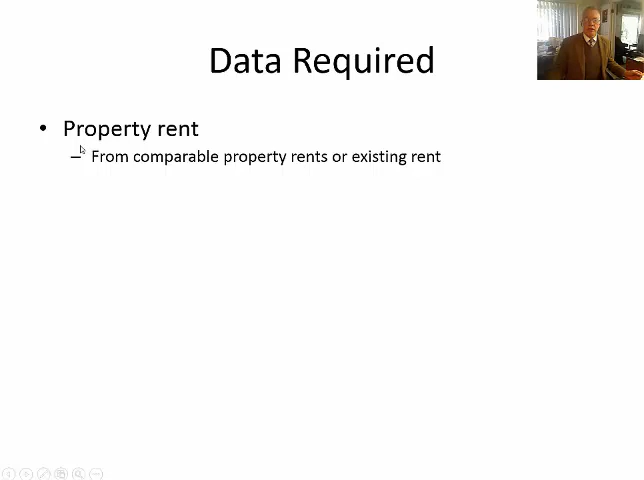 Data Required
• Property rent
– From comparable property rents or existing rent